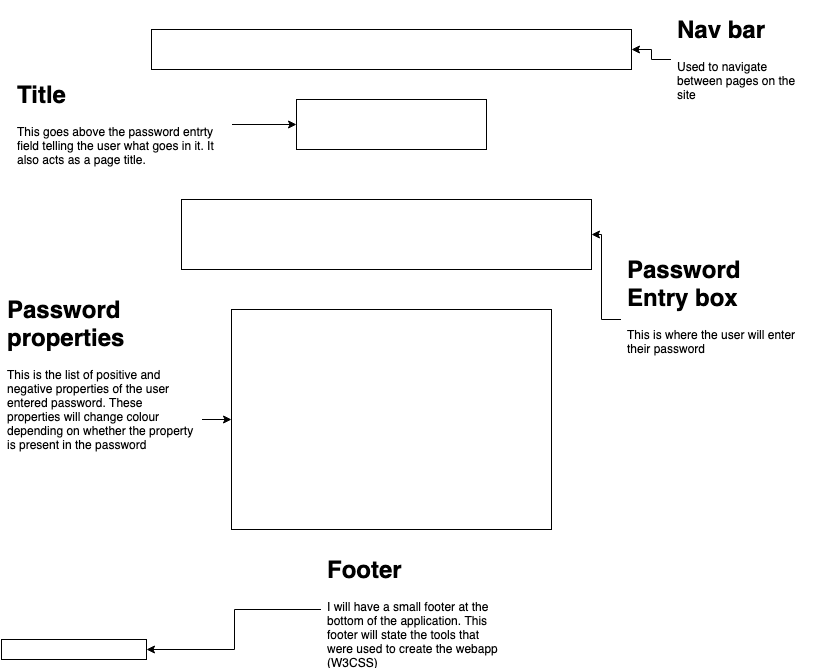 Nav bar
Used to navigate
between pages on the
site
Title
This goes above the password entrty
field telling the user what goes in it. It
also acts as a page title.
Password
Entry box
This is where the user will enter
their password
Password
properties
This is the list of positive and
negative properties of the user
entered password. These
properties will change colour
depending on whether the property
is present in the password
Footer
I will have a small footer at the
bottom of the application. This
footer will state the tools that
were used to create the webapp
(W3CSS)